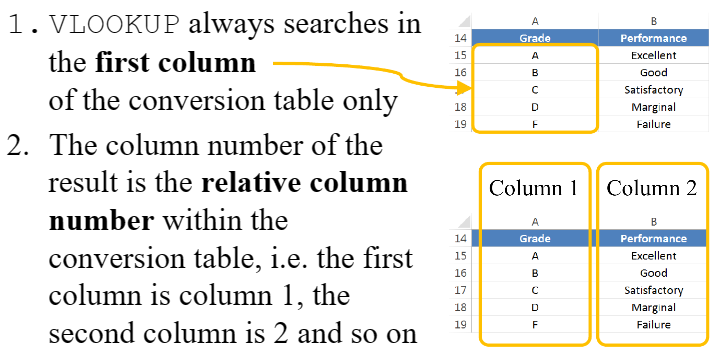 1. VLOOKUP always searches in
the first column
of the conversion table only
2. The column number of the
result is the relative column
number within the
conversion table, i.e. the first
column is column 1, the
second column is 2 and so on
A B
14 Grade Performance
15 A Excellent
16 B Good
C Satisfactory
18 D Marginal
19 F Failure
Column 1 Column 2
A B
14 Grade Performance
15 A Excellent
16 B Good
17 C Satisfactory
18 D Marginal
19 F Failure